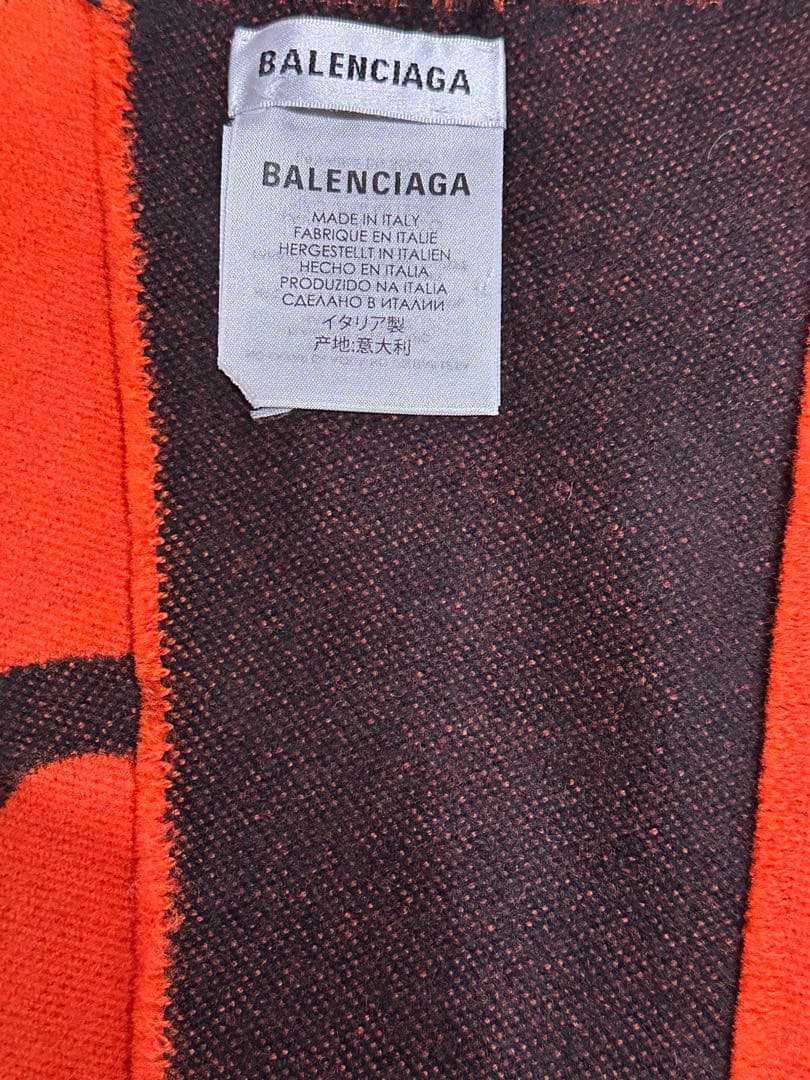 BALENCIAGA
BALENCIAGA
MADE IN ITALY
FABRIQUE EN ITALIE
HERGESTELLT IN ITALIEN
HECHO EN ITALIA
PRODUZIDO NA ITALIA
СДЕЛАНО В ИТАЛИИ
イタリア製
产地:意大利